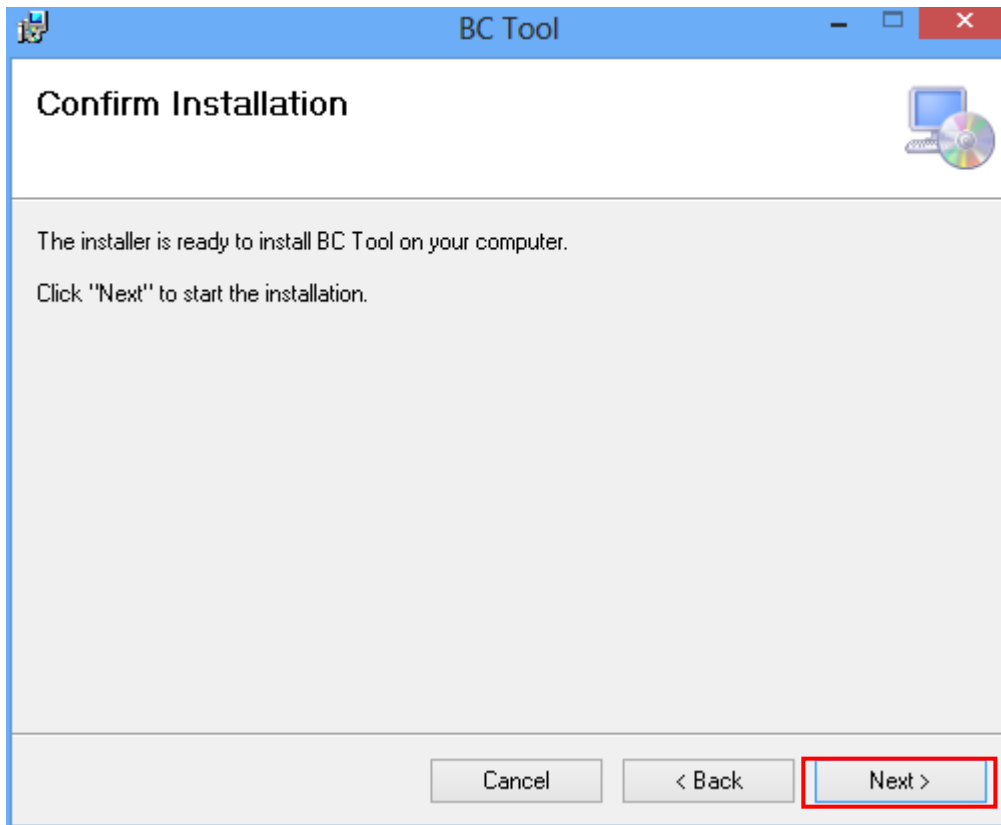 BC Tool
Confirm Installation
The installer is ready to install BC Tool on your computer.
Click "Next" to start the installation.
Cancel
< Back
Next >